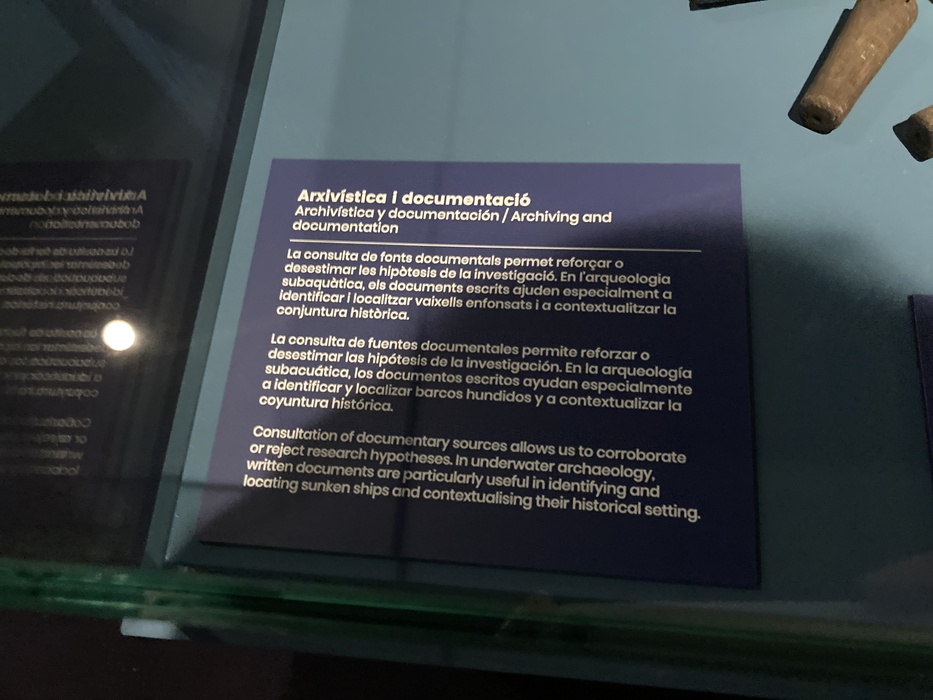 Arxivística i documentació
Archivística y documentación / Archiving and
documentation
La consulta de fonts documentals permet reforçar o
desestimar les hipòtesis de la investigació. En l'arqueologia
subaquàtica, els documents escrits ajuden especialment a
identificar i localitzar vaixells enfonsats i a contextualitzar la
conjuntura històrica.
La consulta de fuentes documentales permite reforzar o
desestimar las hipótesis de la investigación. En la arqueología
subacuática, los documentos escritos ayudan especialmente
a identificar y localizar barcos hundidos y a contextualizar la
coyuntura histórica.
Consultation of documentary sources allows us to corroborate
or reject research hypotheses. In underwater archaeology,
written documents are particularly useful in identifying and
locating sunken ships and contextualising their historical setting.